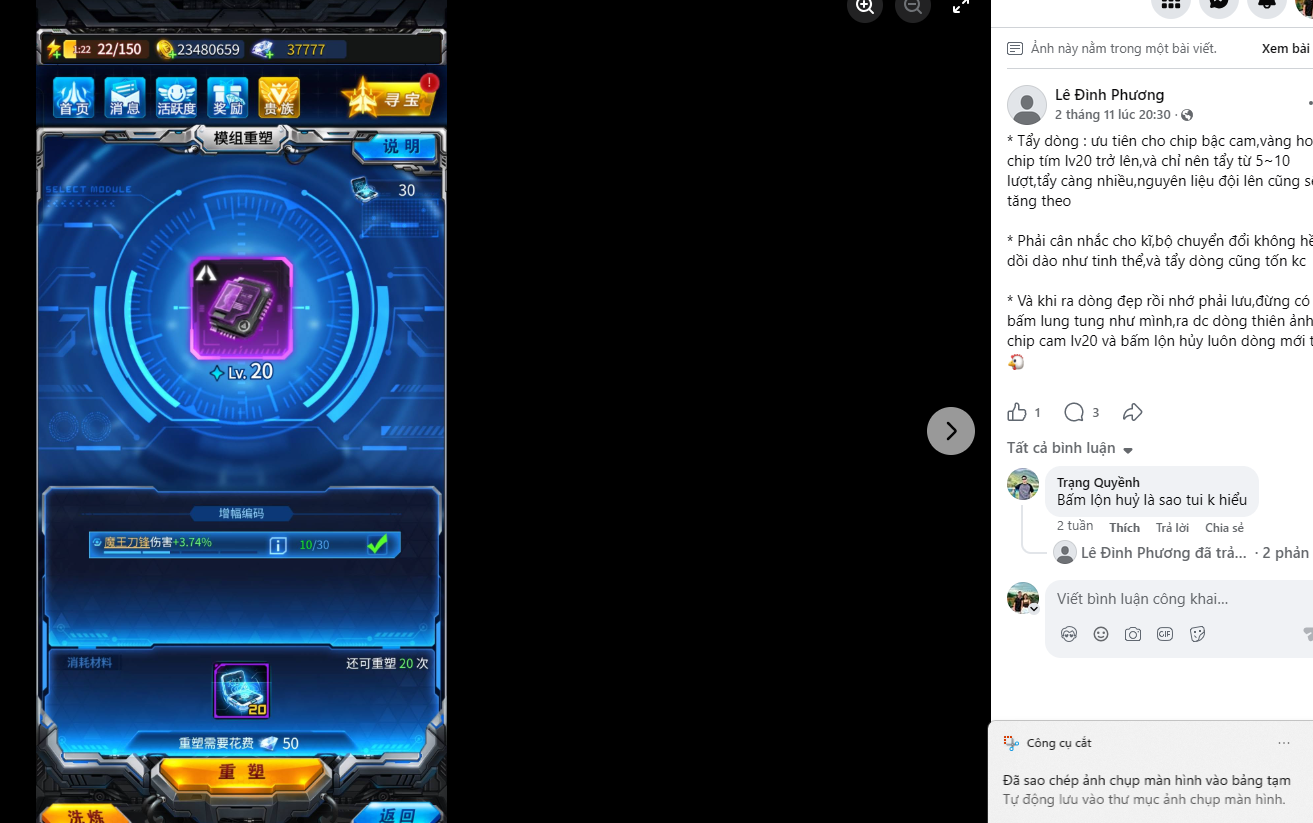 1:22 22/150
23480659
37777
首页
消息
活跃度
奖励
贵族
寻宝
!
模组重塑
说明
SELECT MODULE
30
Lv. 20
增幅编码
魔王刀锋伤害+3.74%
10/30
消耗材料
还可重塑 20 次
20
重塑需要花费 50
重塑
洗炼
返回
Ảnh này nằm trong một bài viết.
Xem bài
Lê Đình Phương
2 tháng 11 lúc 20:30 ·
* Tẩy dòng : ưu tiên cho chip bậc cam,vàng ho
chip tím lv20 trở lên,và chỉ nên tẩy từ 5~10
lượt,tẩy càng nhiều,nguyên liệu đội lên cũng s
tăng theo
* Phải cân nhắc cho kĩ,bộ chuyển đổi không hề
dồi dào như tinh thể,và tẩy dòng cũng tốn kc
* Và khi ra dòng đẹp rồi nhớ phải lưu,đừng có
bấm lung tung như mình,ra dc dòng thiên ảnh
chip cam lv20 và bấm lộn hủy luôn dòng mới t
1
3
Tất cả bình luận
Trạng Quyềnh
Bấm lộn huỷ là sao tui k hiểu
2 tuần Thích Trả lời Chia sẻ
Lê Đình Phương đã trả... · 2 phản
Viết bình luận công khai...
GIF
Công cụ cắt
...
Đã sao chép ảnh chụp màn hình vào bảng tạm
Tự động lưu vào thư mục ảnh chụp màn hình.